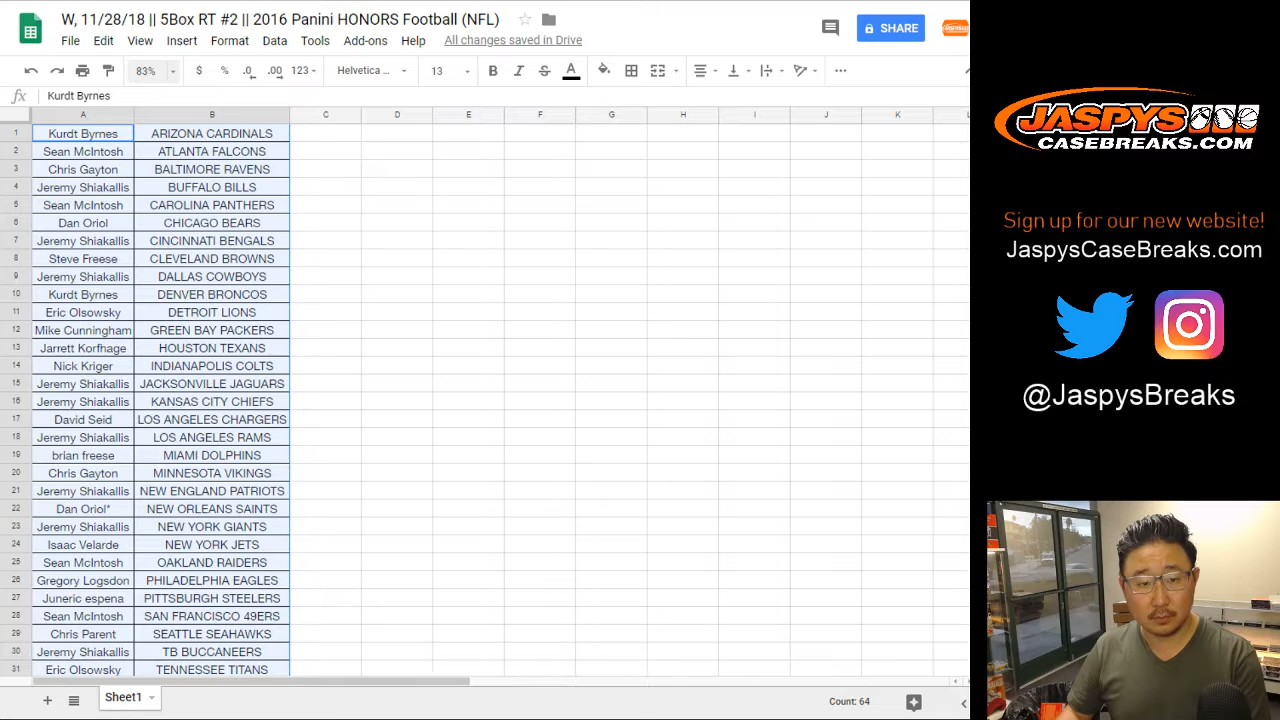 W, 11/28/18 || 5Box RT #2 || 2016 Panini HONORS Football (NFL)
File Edit View Insert Format Data Tools Add-ons Help All changes saved in Drive
SHARE
83% $ % .0 .00 123 Helvetica ... 13 B I S A
fx Kurdt Byrnes
A B C D E F G H I J K
1 Kurdt Byrnes ARIZONA CARDINALS
2 Sean McIntosh ATLANTA FALCONS
3 Chris Gayton BALTIMORE RAVENS
4 Jeremy Shiakallis BUFFALO BILLS
5 Sean McIntosh CAROLINA PANTHERS
6 Dan Oriol CHICAGO BEARS
7 Jeremy Shiakallis CINCINNATI BENGALS
8 Steve Freese CLEVELAND BROWNS
9 Jeremy Shiakallis DALLAS COWBOYS
10 Kurdt Byrnes DENVER BRONCOS
11 Eric Olsowsky DETROIT LIONS
12 Mike Cunningham GREEN BAY PACKERS
13 Jarrett Korfhage HOUSTON TEXANS
14 Nick Kriger INDIANAPOLIS COLTS
15 Jeremy Shiakallis JACKSONVILLE JAGUARS
16 Jeremy Shiakallis KANSAS CITY CHIEFS
17 David Seid LOS ANGELES CHARGERS
18 Jeremy Shiakallis LOS ANGELES RAMS
19 brian freese MIAMI DOLPHINS
20 Chris Gayton MINNESOTA VIKINGS
21 Jeremy Shiakallis NEW ENGLAND PATRIOTS
22 Dan Oriol* NEW ORLEANS SAINTS
23 Jeremy Shiakallis NEW YORK GIANTS
24 Isaac Velarde NEW YORK JETS
25 Sean McIntosh OAKLAND RAIDERS
26 Gregory Logsdon PHILADELPHIA EAGLES
27 Juneric espena PITTSBURGH STEELERS
28 Sean McIntosh SAN FRANCISCO 49ERS
29 Chris Parent SEATTLE SEAHAWKS
30 Jeremy Shiakallis TB BUCCANEERS
31 Eric Olsowsky TENNESSEE TITANS
Sheet1
Count: 64
JASPYS
CASEBREAKS.COM
Sign up for our new website!
JaspysCaseBreaks.com
@JaspysBreaks